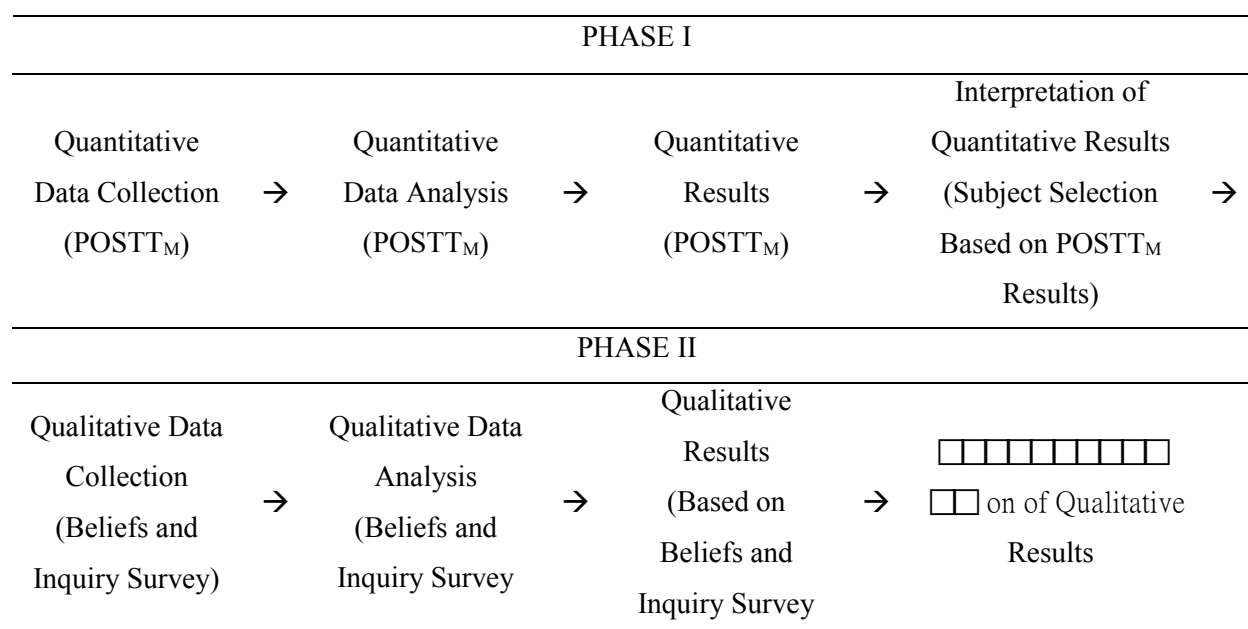 PHASE I
Quantitative
Data Collection
(POSTTM)
→
Quantitative
Data Analysis
(POSTTM)
→
Quantitative
Results
(POSTTM)
→
Interpretation of
Quantitative Results
(Subject Selection
Based on POSTTM
Results)
→
PHASE II
Qualitative Data
Collection
(Beliefs and
Inquiry Survey)
→
Qualitative Data
Analysis
(Beliefs and
Inquiry Survey
→
Qualitative
Results
(Based on
Beliefs and
Inquiry Survey
→
on of Qualitative
Results